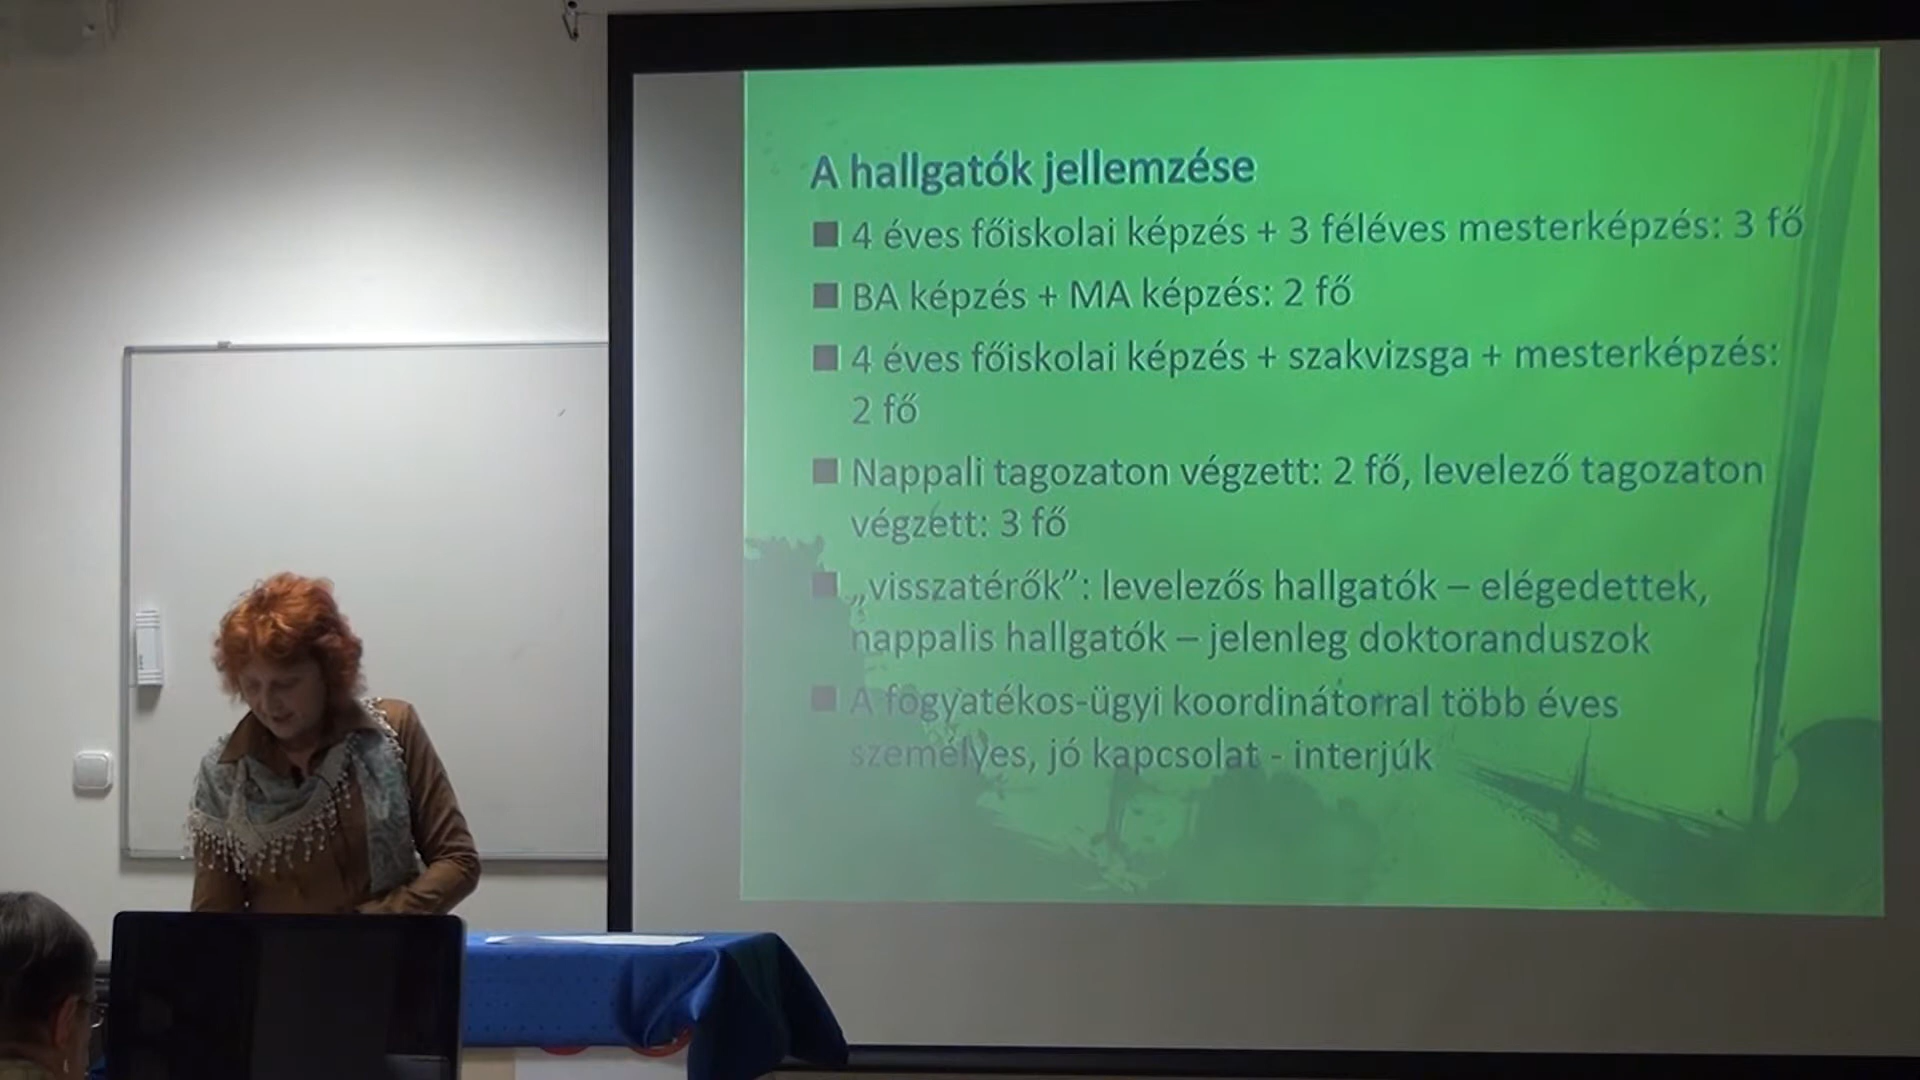 A hallgatók jellemzése
4 éves főiskolai képzés + 3 féléves mesterképzés: 3 fő
BA képzés + MA képzés: 2 fő
4 éves főiskolai képzés + szakvizsga + mesterképzés:
2 fő
Nappali tagozaton végzett: 2 fő, levelező tagozaton
végzett: 3 fő
„visszatérők”: levelezős hallgatók – elégedettek,
nappalis hallgatók – jelenleg doktoranduszok
A fogyatékos-ügyi koordinátorral több éves
személyes, jó kapcsolat - interjúk